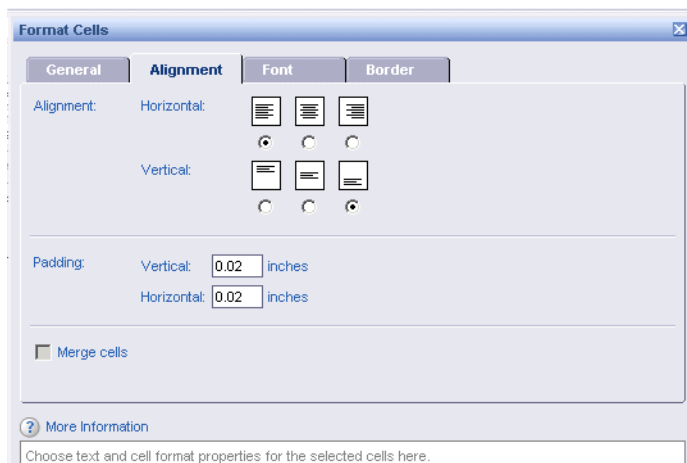 Format Cells
General Alignment Font Border
Alignment: Horizontal:
Vertical:
Padding: Vertical: 0.02 inches
Horizontal: 0.02 inches
Merge cells
? More Information
Choose text and cell format properties for the selected cells here.